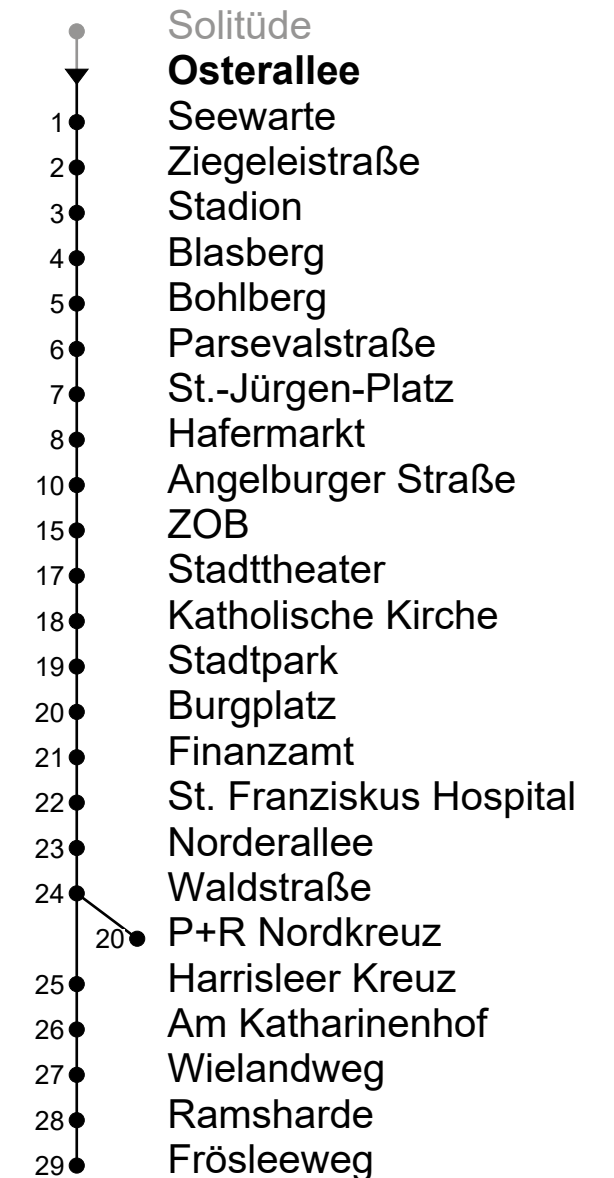 Solitüde
Osterallee
1 Seewarte
2 Ziegeleistraße
3 Stadion
4 Blasberg
5 Bohlberg
6 Parsevalstraße
7 St.-Jürgen-Platz
8 Hafermarkt
10 Angelburger Straße
15 ZOB
17 Stadttheater
18 Katholische Kirche
19 Stadtpark
20 Burgplatz
21 Finanzamt
22 St. Franziskus Hospital
23 Norderallee
24 Waldstraße
20 P+R Nordkreuz
25 Harrisleer Kreuz
26 Am Katharinenhof
27 Wielandweg
28 Ramsharde
29 Frösleeweg